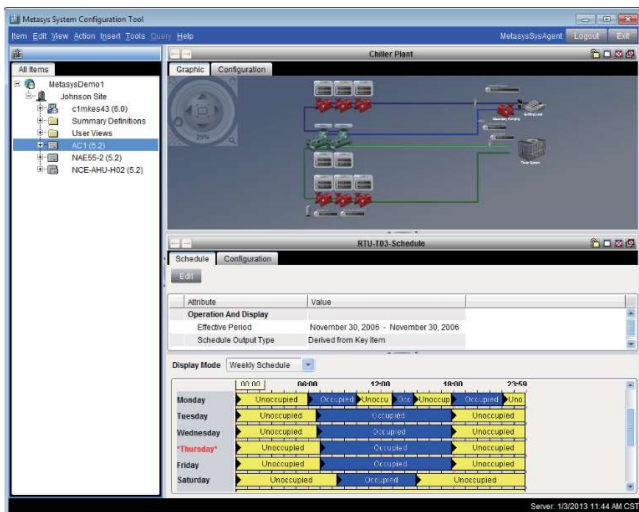 Metasys System Configuration Tool
Item Edit View Action Insert Tools Query Help
MetasysSysAgent Logout Exit
All Items
MetasysDemo1
Johnson Site
c1mkes43 (6.0)
Summary Definitions
User Views
AC1 (5.2)
NAE55-2 (5.2)
NCE-AHU-H02 (5.2)
Chiller Plant
Graphic Configuration
RTU-T03-Schedule
Schedule Configuration
Edit
Attribute Value
Operation And Display
Effective Period November 30, 2006 - November 30, 2006
Schedule Output Type Derived from Key Item
Display Mode Weekly Schedule
00:00 06:00 12:00 18:00 23:59
Monday Unoccupied Occupied Unoccu Occ Unoccup Occupied Uno
Tuesday Unoccupied Occupied Unoccupied
Wednesday Unoccupied Occupied Unoccupied
*Thursday* Unoccupied Occupied Unoccupied
Friday Unoccupied Occupied Unoccupied
Saturday Unoccupied Occupied Unoccupied
Server: 1/3/2013 11:44 AM CST